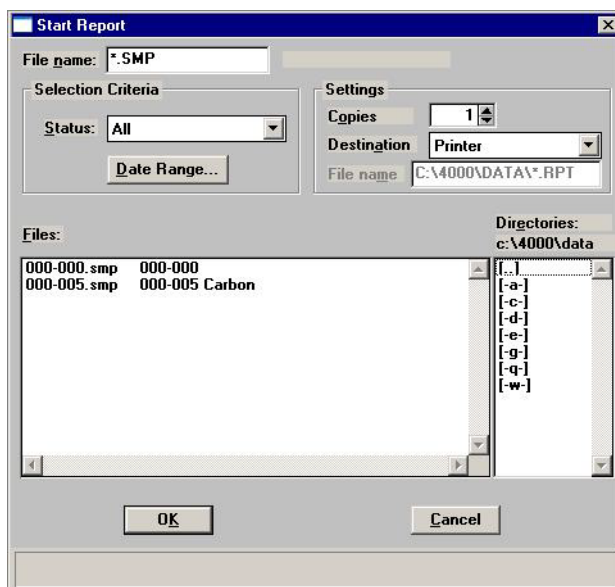 Start Report
File name: *.SMP
Selection Criteria
Status: All
Date Range...
Settings
Copies 1
Destination Printer
File name C:\4000\DATA\*.RPT
Files:
Directories:
c:\4000\data
000-000.smp 000-000
000-005.smp 000-005 Carbon
[..]
[-a-]
[-c-]
[-d-]
[-e-]
[-g-]
[-q-]
[-w-]
OK
Cancel